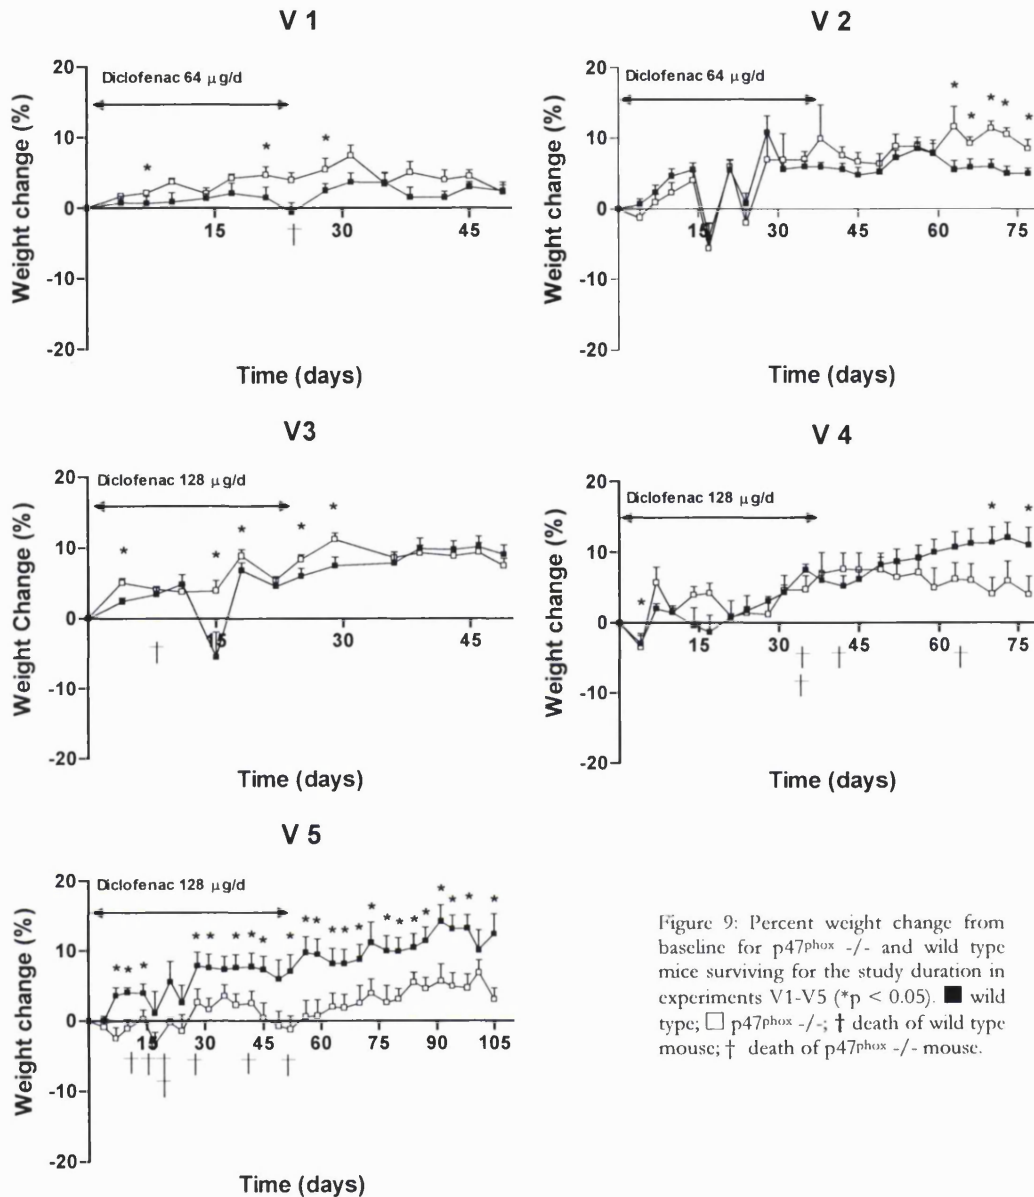 V 1
Diclofenac 64 µg/d
Weight change (%)
20
10
0
-10
-20
15
30
45
*
*
*
†
Time (days)
V 2
Diclofenac 64 µg/d
Weight change (%)
20
10
0
-10
-20
15
30
45
60
75
* * * * *
Time (days)
V3
Diclofenac 128 µg/d
Weight Change (%)
20
10
0
-10
-20
15
30
45
* * * * *
†
Time (days)
V 4
Diclofenac 128 µg/d
Weight change (%)
20
10
0
-10
-20
15
30
45
60
75
* * *
† † †
†
Time (days)
V 5
Diclofenac 128 µg/d
Weight change (%)
20
10
0
-10
-20
15
30
45
60
75
90
105
* * * * * * * * * * * * * * * * * * * * *
† † † † † †
Time (days)
Figure 9: Percent weight change from
baseline for p47phox -/- and wild type
mice surviving for the study duration in
experiments V1-V5 (*p < 0.05). ■ wild
type; □ p47phox -/-; † death of wild type
mouse; † death of p47phox -/- mouse.